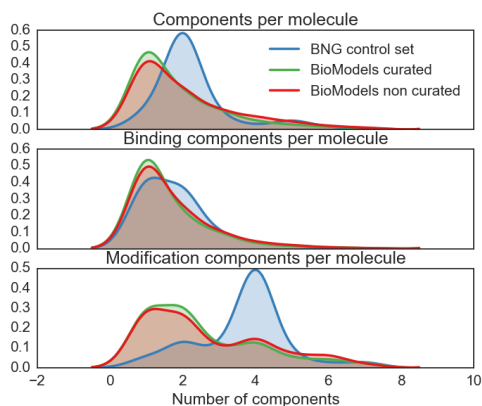 Components per molecule
0.6
0.5
0.4
0.3
0.2
0.1
0.0
BNG control set
BioModels curated
BioModels non curated
Binding components per molecule
0.6
0.5
0.4
0.3
0.2
0.1
0.0
Modification components per molecule
0.5
0.4
0.3
0.2
0.1
0.0
−2 0 2 4 6 8 10
Number of components